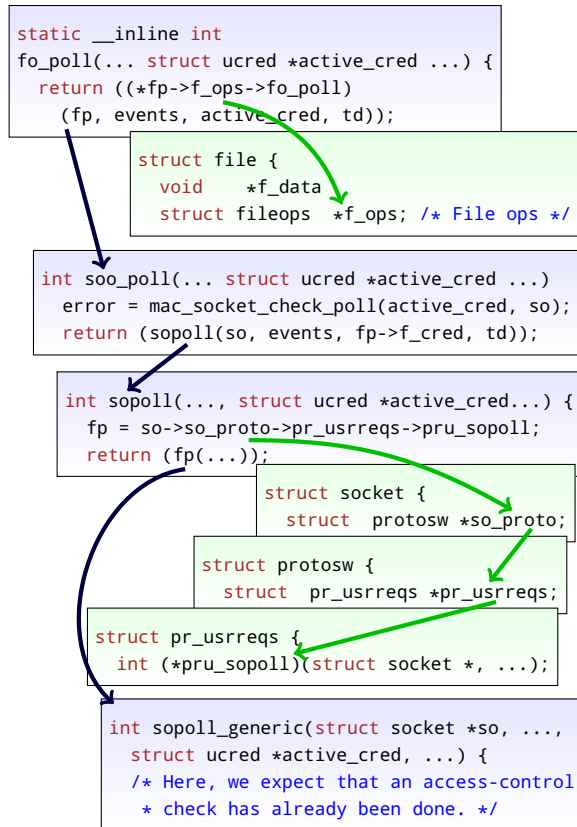 static __inline int
fo_poll(... struct ucred *active_cred ...) {
  return ((*fp->f_ops->fo_poll)
    (fp, events, active_cred, td));
struct file {
  void    *f_data
  struct fileops  *f_ops; /* File ops */
int soo_poll(... struct ucred *active_cred ...)
  error = mac_socket_check_poll(active_cred, so);
  return (sopoll(so, events, fp->f_cred, td));
int sopoll(..., struct ucred *active_cred...) {
  fp = so->so_proto->pr_usrreqs->pru_sopoll;
  return (fp(...));
struct socket {
  struct  protosw *so_proto;
struct protosw {
  struct  pr_usrreqs *pr_usrreqs;
struct pr_usrreqs {
  int (*pru_sopoll)(struct socket *, ...);
int sopoll_generic(struct socket *so, ...,
  struct ucred *active_cred, ...) {
  /* Here, we expect that an access-control
   * check has already been done. */